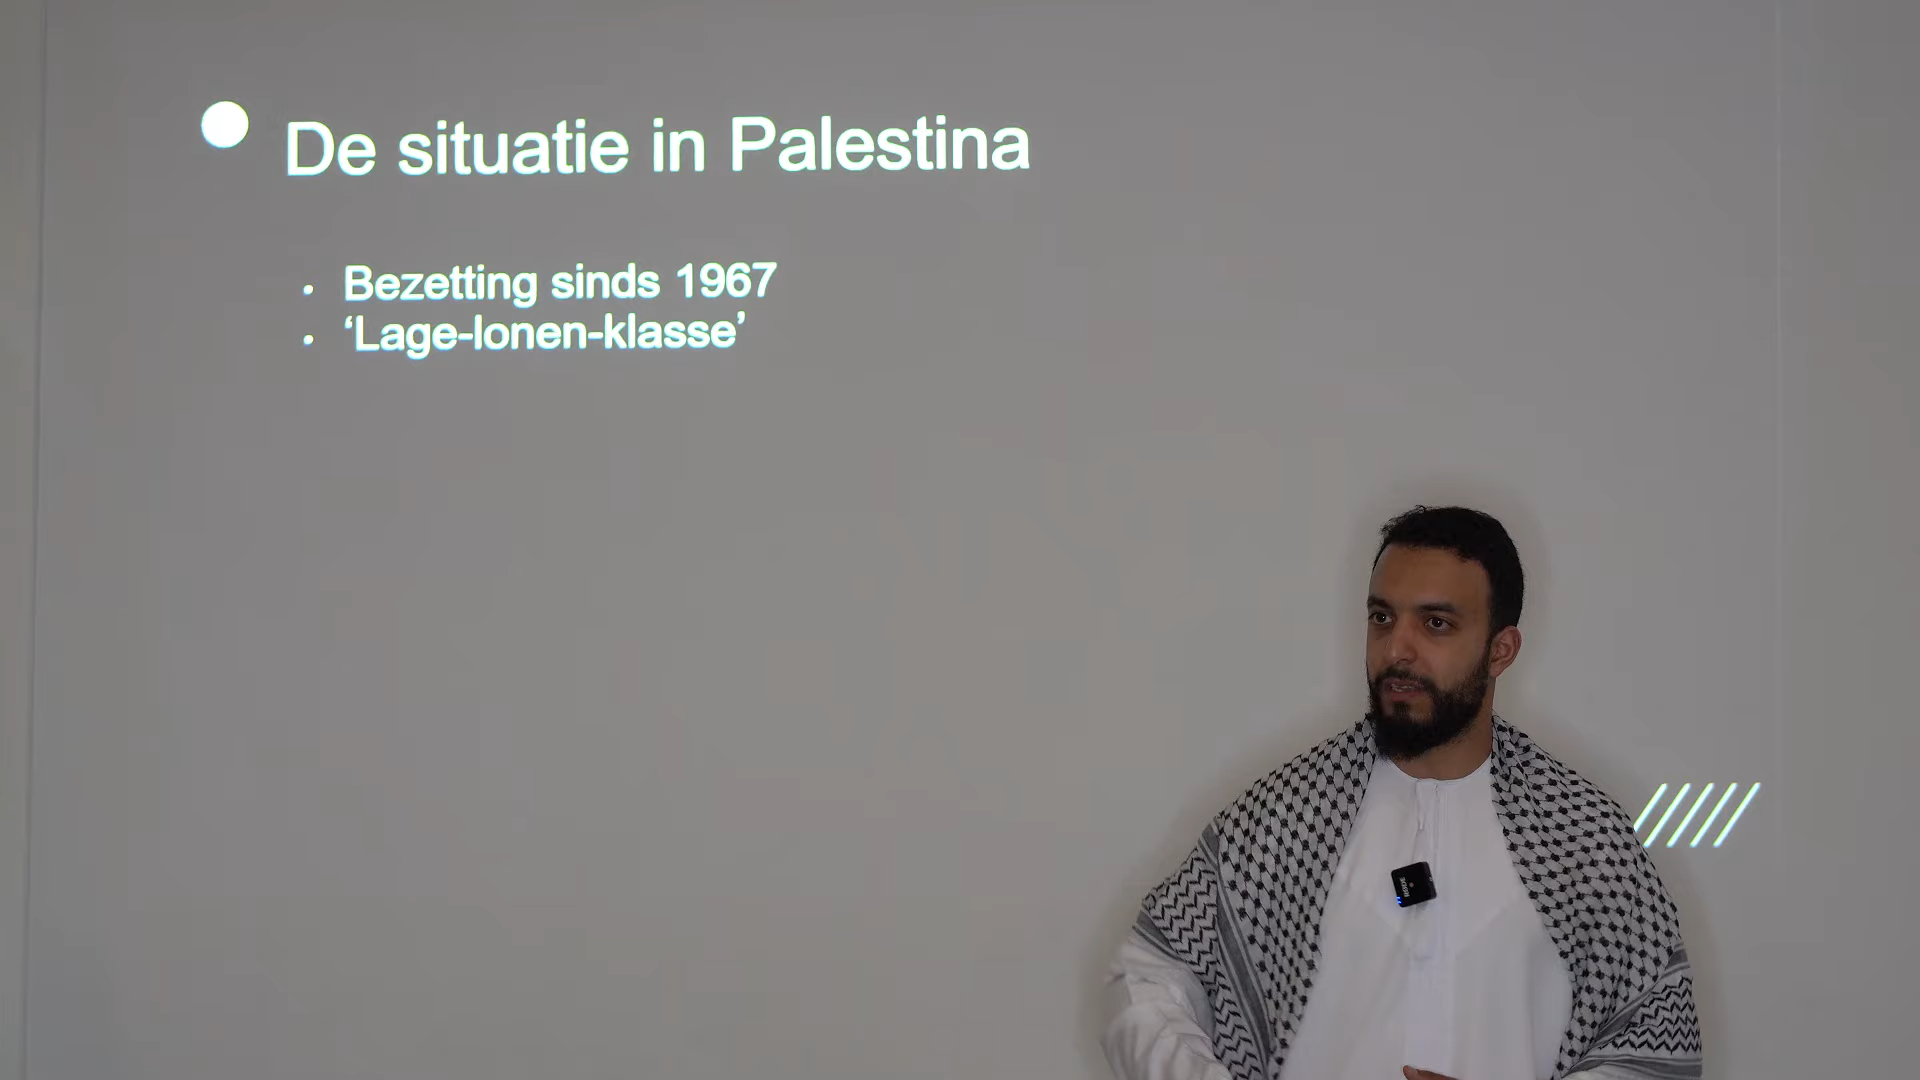 De situatie in Palestina
• Bezetting sinds 1967
• ‘Lage-lonen-klasse’